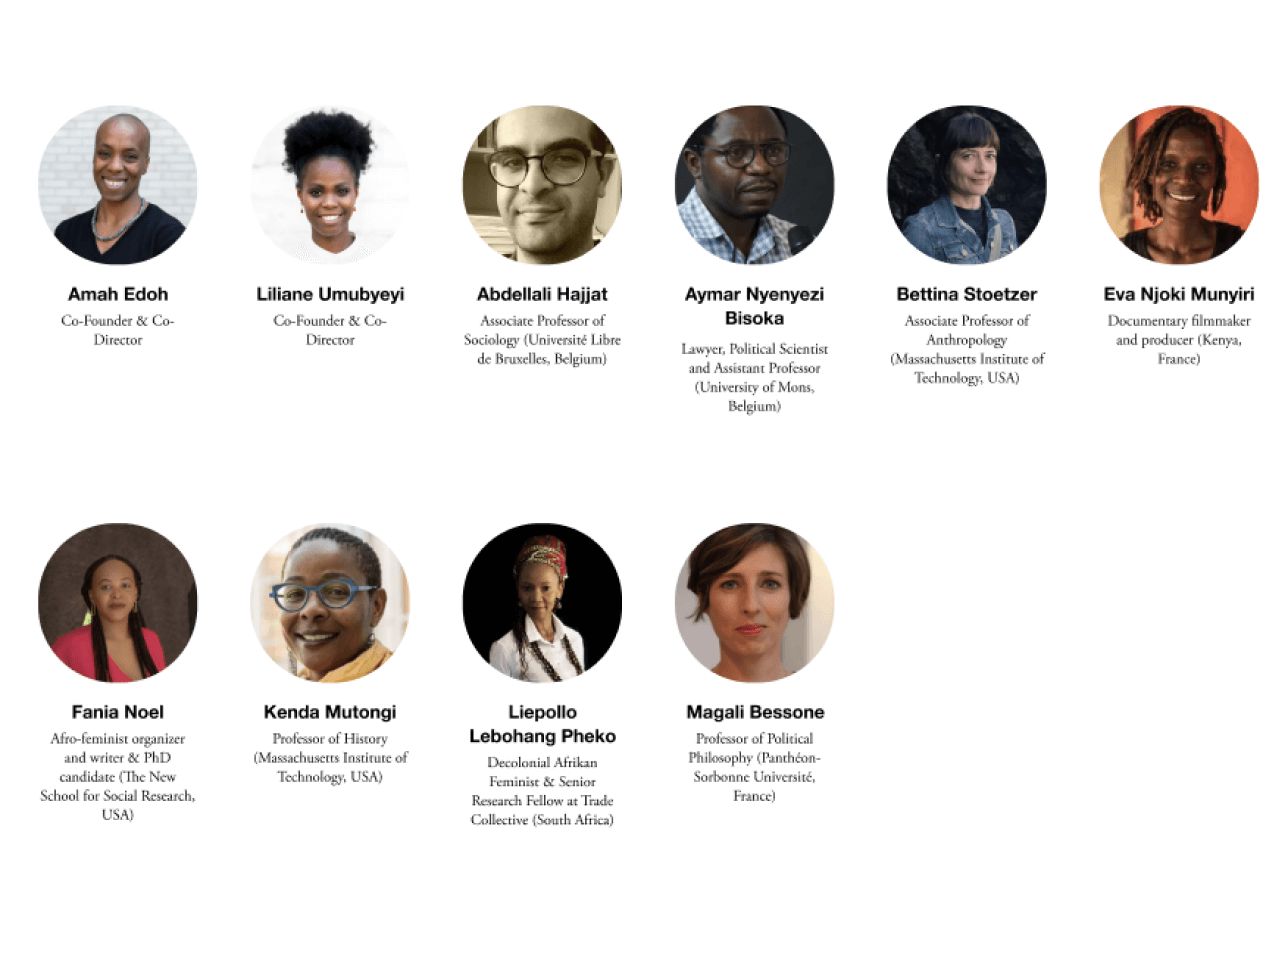 Amah Edoh
Co-Founder & Co-
Director
Liliane Umubyeyi
Co-Founder & Co-
Director
Abdellali Hajjat
Associate Professor of
Sociology (Université Libre
de Bruxelles, Belgium)
Aymar Nyenyezi
Bisoka
Lawyer, Political Scientist
and Assistant Professor
(University of Mons,
Belgium)
Bettina Stoetzer
Associate Professor of
Anthropology
(Massachusetts Institute of
Technology, USA)
Eva Njoki Munyiri
Documentary filmmaker
and producer (Kenya,
France)
Fania Noel
Afro-feminist organizer
and writer & PhD
candidate (The New
School for Social Research,
USA)
Kenda Mutongi
Professor of History
(Massachusetts Institute of
Technology, USA)
Liepollo
Lebohang Pheko
Decolonial Afrikan
Feminist & Senior
Research Fellow at Trade
Collective (South Africa)
Magali Bessone
Professor of Political
Philosophy (Panthéon-
Sorbonne Université,
France)